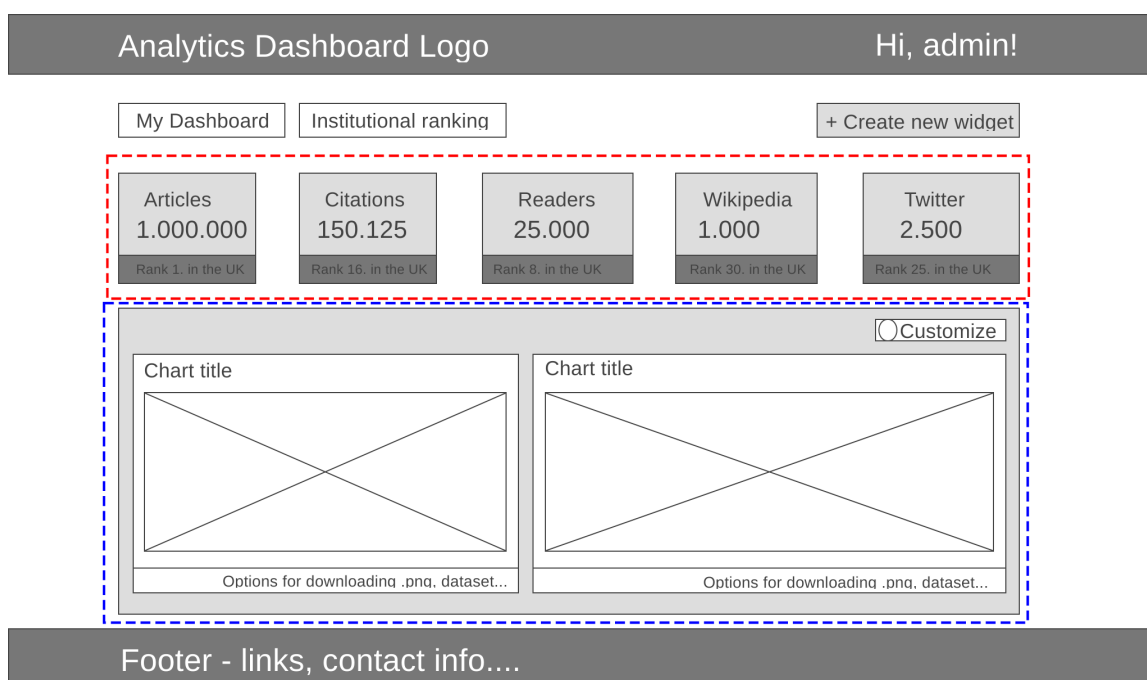 Analytics Dashboard Logo
Hi, admin!
My Dashboard
Institutional ranking
+ Create new widget
Articles
1.000.000
Rank 1. in the UK
Citations
150.125
Rank 16. in the UK
Readers
25.000
Rank 8. in the UK
Wikipedia
1.000
Rank 30. in the UK
Twitter
2.500
Rank 25. in the UK
Customize
Chart title
Options for downloading .png, dataset...
Chart title
Options for downloading .png, dataset...
Footer - links, contact info....